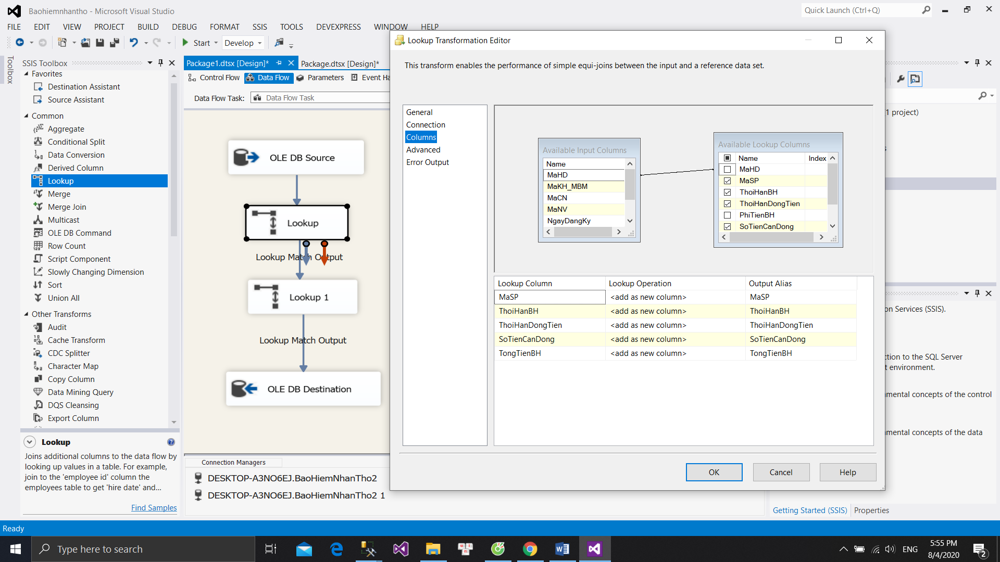 Baohiemnhantho - Microsoft Visual Studio
Quick Launch (Ctrl+Q)
FILE EDIT VIEW PROJECT BUILD DEBUG FORMAT SSIS TOOLS DEVEXPRESS WINDOW HELP
Start Develop
Toolbox
SSIS Toolbox
Favorites
Destination Assistant
Source Assistant
Common
Aggregate
Conditional Split
Data Conversion
Derived Column
Lookup
Merge
Merge Join
Multicast
OLE DB Command
Row Count
Script Component
Slowly Changing Dimension
Sort
Union All
Other Transforms
Audit
Cache Transform
CDC Splitter
Character Map
Copy Column
Data Mining Query
DQS Cleansing
Export Column
Lookup
Joins additional columns to the data flow by
looking up values in a table. For example,
join to the 'employee id' column the
employees table to get 'hire date' and...
Find Samples
Package1.dtsx [Design]* Package.dtsx [Design]*
Control Flow Data Flow Parameters Event Ha
Data Flow Task: Data Flow Task
OLE DB Source
Lookup
Lookup Match Output
Lookup 1
Lookup Match Output
OLE DB Destination
Connection Managers
DESKTOP-A3NO6EJ.BaoHiemNhanTho2
DESKTOP-A3NO6EJ.BaoHiemNhanTho2 1
Lookup Transformation Editor
This transform enables the performance of simple equi-joins between the input and a reference data set.
General
Connection
Columns
Advanced
Error Output
Available Input Columns
Name
MaHD
MaKH_MBM
MaCN
MaNV
NgayDangKy
Available Lookup Columns
Name Index
MaHD
MaSP
ThoiHanBH
ThoiHanDongTien
PhiTienBH
SoTienCanDong
Lookup Column Lookup Operation Output Alias
MaSP <add as new column> MaSP
ThoiHanBH <add as new column> ThoiHanBH
ThoiHanDongTien <add as new column> ThoiHanDongTien
SoTienCanDong <add as new column> SoTienCanDong
TongTienBH <add as new column> TongTienBH
OK Cancel Help
1 project)
on Services (SSIS).
ction to the SQL Server
t environment.
mental concepts of the control
mental concepts of the data
Getting Started (SSIS) Properties
Ready
Type here to search
ENG
5:55 PM
8/4/2020
2